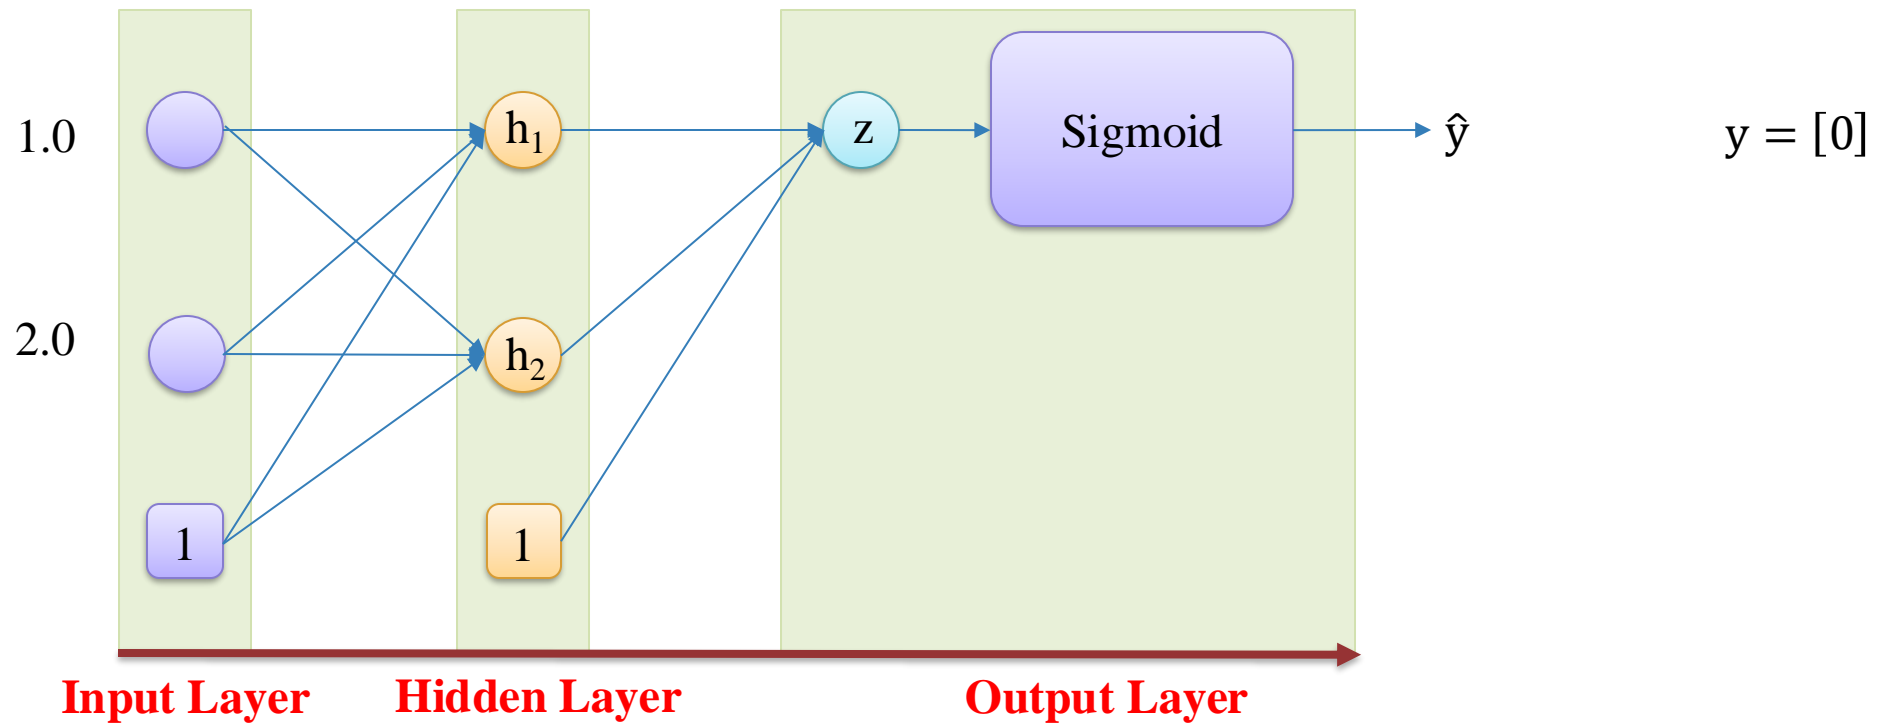 1.0
h₁
z
Sigmoid
ŷ
y = [0]
2.0
h₂
1
1
Input Layer
Hidden Layer
Output Layer